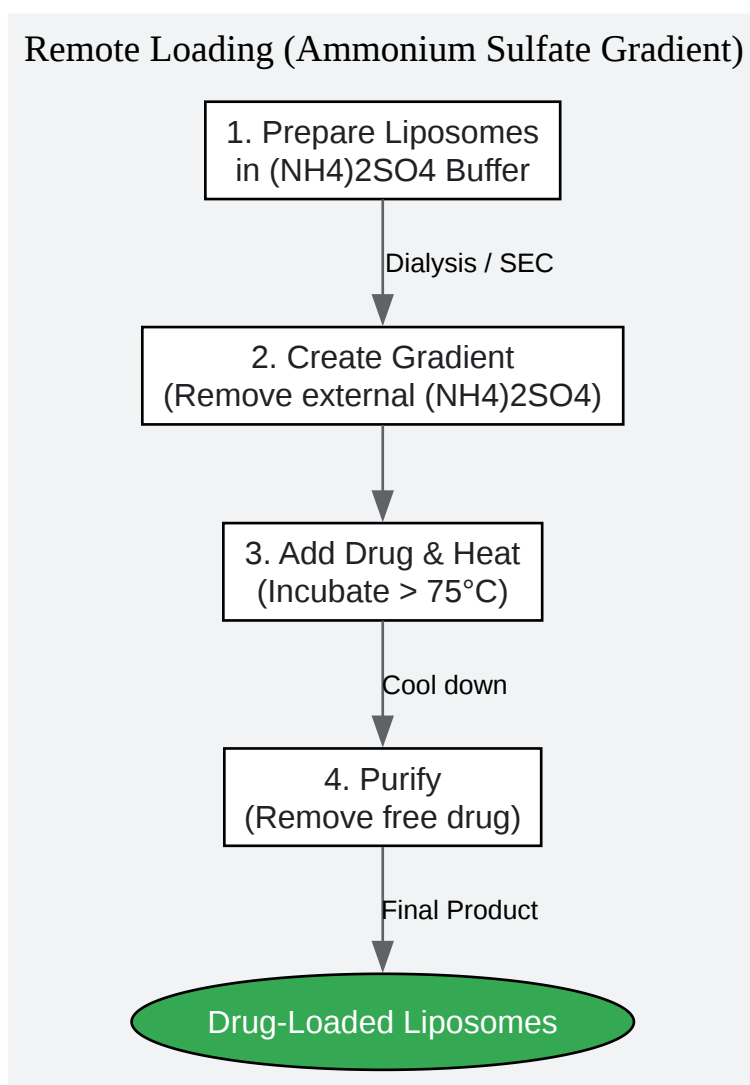 Remote Loading (Ammonium Sulfate Gradient)
1. Prepare Liposomes
in (NH4)2SO4 Buffer
Dialysis / SEC
2. Create Gradient
(Remove external (NH4)2SO4)
3. Add Drug & Heat
(Incubate > 75°C)
Cool down
4. Purify
(Remove free drug)
Final Product
Drug-Loaded Liposomes